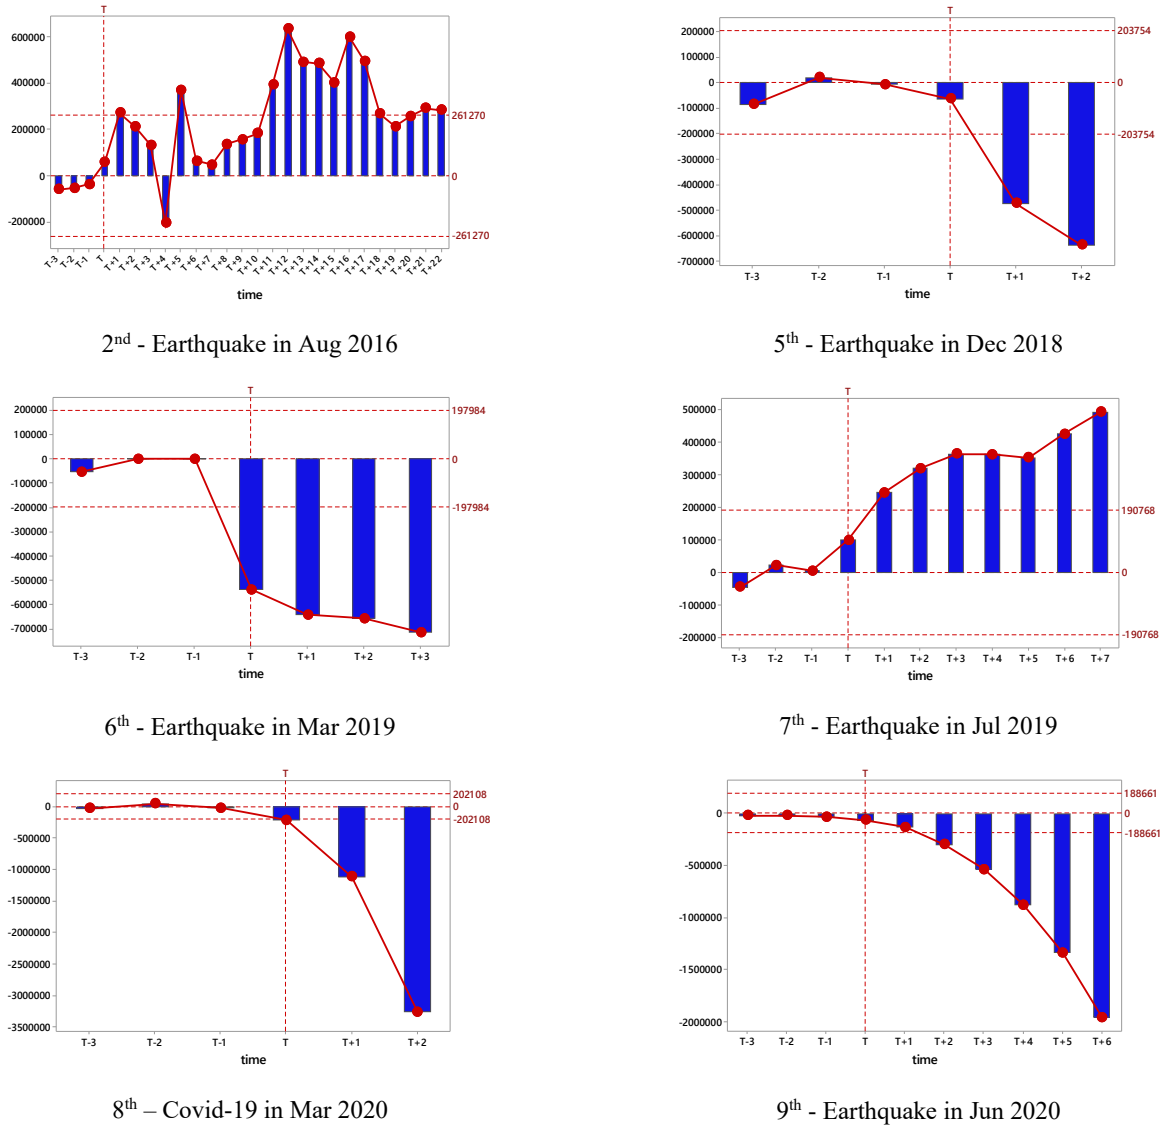 T
600000
400000
261270
200000
0
0
-200000
-261270
T-3 T-2 T-1 T T+1 T+2 T+3 T+4 T+5 T+6 T+7 T+8 T+9 T+10 T+11 T+12 T+13 T+14 T+15 T+16 T+17 T+18 T+19 T+20 T+21 T+22
time
2nd - Earthquake in Aug 2016
T
200000
203754
100000
0
0
-100000
-200000
-203754
-300000
-400000
-500000
-600000
-700000
T-3 T-2 T-1 T T+1 T+2
time
5th - Earthquake in Dec 2018
T
200000
197984
100000
0
0
-100000
-200000
-197984
-300000
-400000
-500000
-600000
-700000
T-3 T-2 T-1 T T+1 T+2 T+3
time
6th - Earthquake in Mar 2019
T
500000
400000
300000
200000
190768
100000
0
0
-100000
-200000
-190768
T-3 T-2 T-1 T T+1 T+2 T+3 T+4 T+5 T+6 T+7
time
7th - Earthquake in Jul 2019
T
202108
0
0
-202108
-500000
-1000000
-1500000
-2000000
-2500000
-3000000
-3500000
T-3 T-2 T-1 T T+1 T+2
time
8th – Covid-19 in Mar 2020
T
188661
0
0
-188661
-500000
-1000000
-1500000
-2000000
T-3 T-2 T-1 T T+1 T+2 T+3 T+4 T+5 T+6
time
9th - Earthquake in Jun 2020